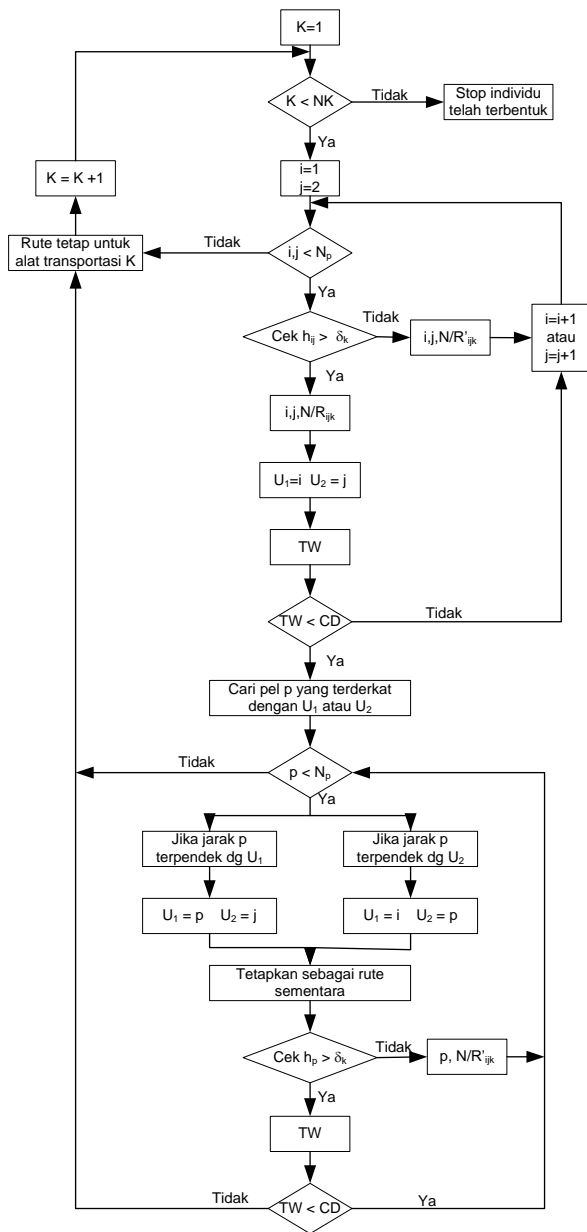 K=1
K < NK
Tidak
Stop individu
telah terbentuk
Ya
K = K +1
i=1
j=2
Rute tetap untuk
alat transportasi K
Tidak
i,j < Nₚ
Ya
Cek hᵢⱼ > δₖ
Tidak
i,j,N/R'ᵢⱼₖ
i=i+1
atau
j=j+1
Ya
i,j,N/Rᵢⱼₖ
U₁=i U₂ = j
TW
TW < CD
Tidak
Ya
Cari pel p yang terderkat
dengan U₁ atau U₂
Tidak
p < Nₚ
Ya
Jika jarak p
terpendek dg U₁
Jika jarak p
terpendek dg U₂
U₁ = p U₂ = j
U₁ = i U₂ = p
Tetapkan sebagai rute
sementara
Cek hₚ > δₖ
Tidak
p, N/R'ᵢⱼₖ
Ya
TW
Tidak
TW < CD
Ya